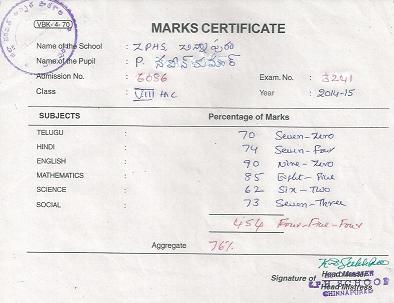 VBK-4-70
MARKS CERTIFICATE
Name of the School : ZPHS చిన్నాపురం
Name of the Pupil : P. నవీన్ కుమార్
Admission No. : 6086 Exam. No. : 3241
Class : VIII Year : 2014-15
SUBJECTS Percentage of Marks
TELUGU : 70 Seven-Zero
HINDI : 74 Seven-Four
ENGLISH : 90 Nine-Zero
MATHEMATICS : 85 Eight-Five
SCIENCE : 62 Six-Two
SOCIAL : 73 Seven-Three
454 Four-Five-Four
Aggregate 76%
Signature of Head Master
Head Mistress
Z.P.H. SCHOOL
CHINNAPURED